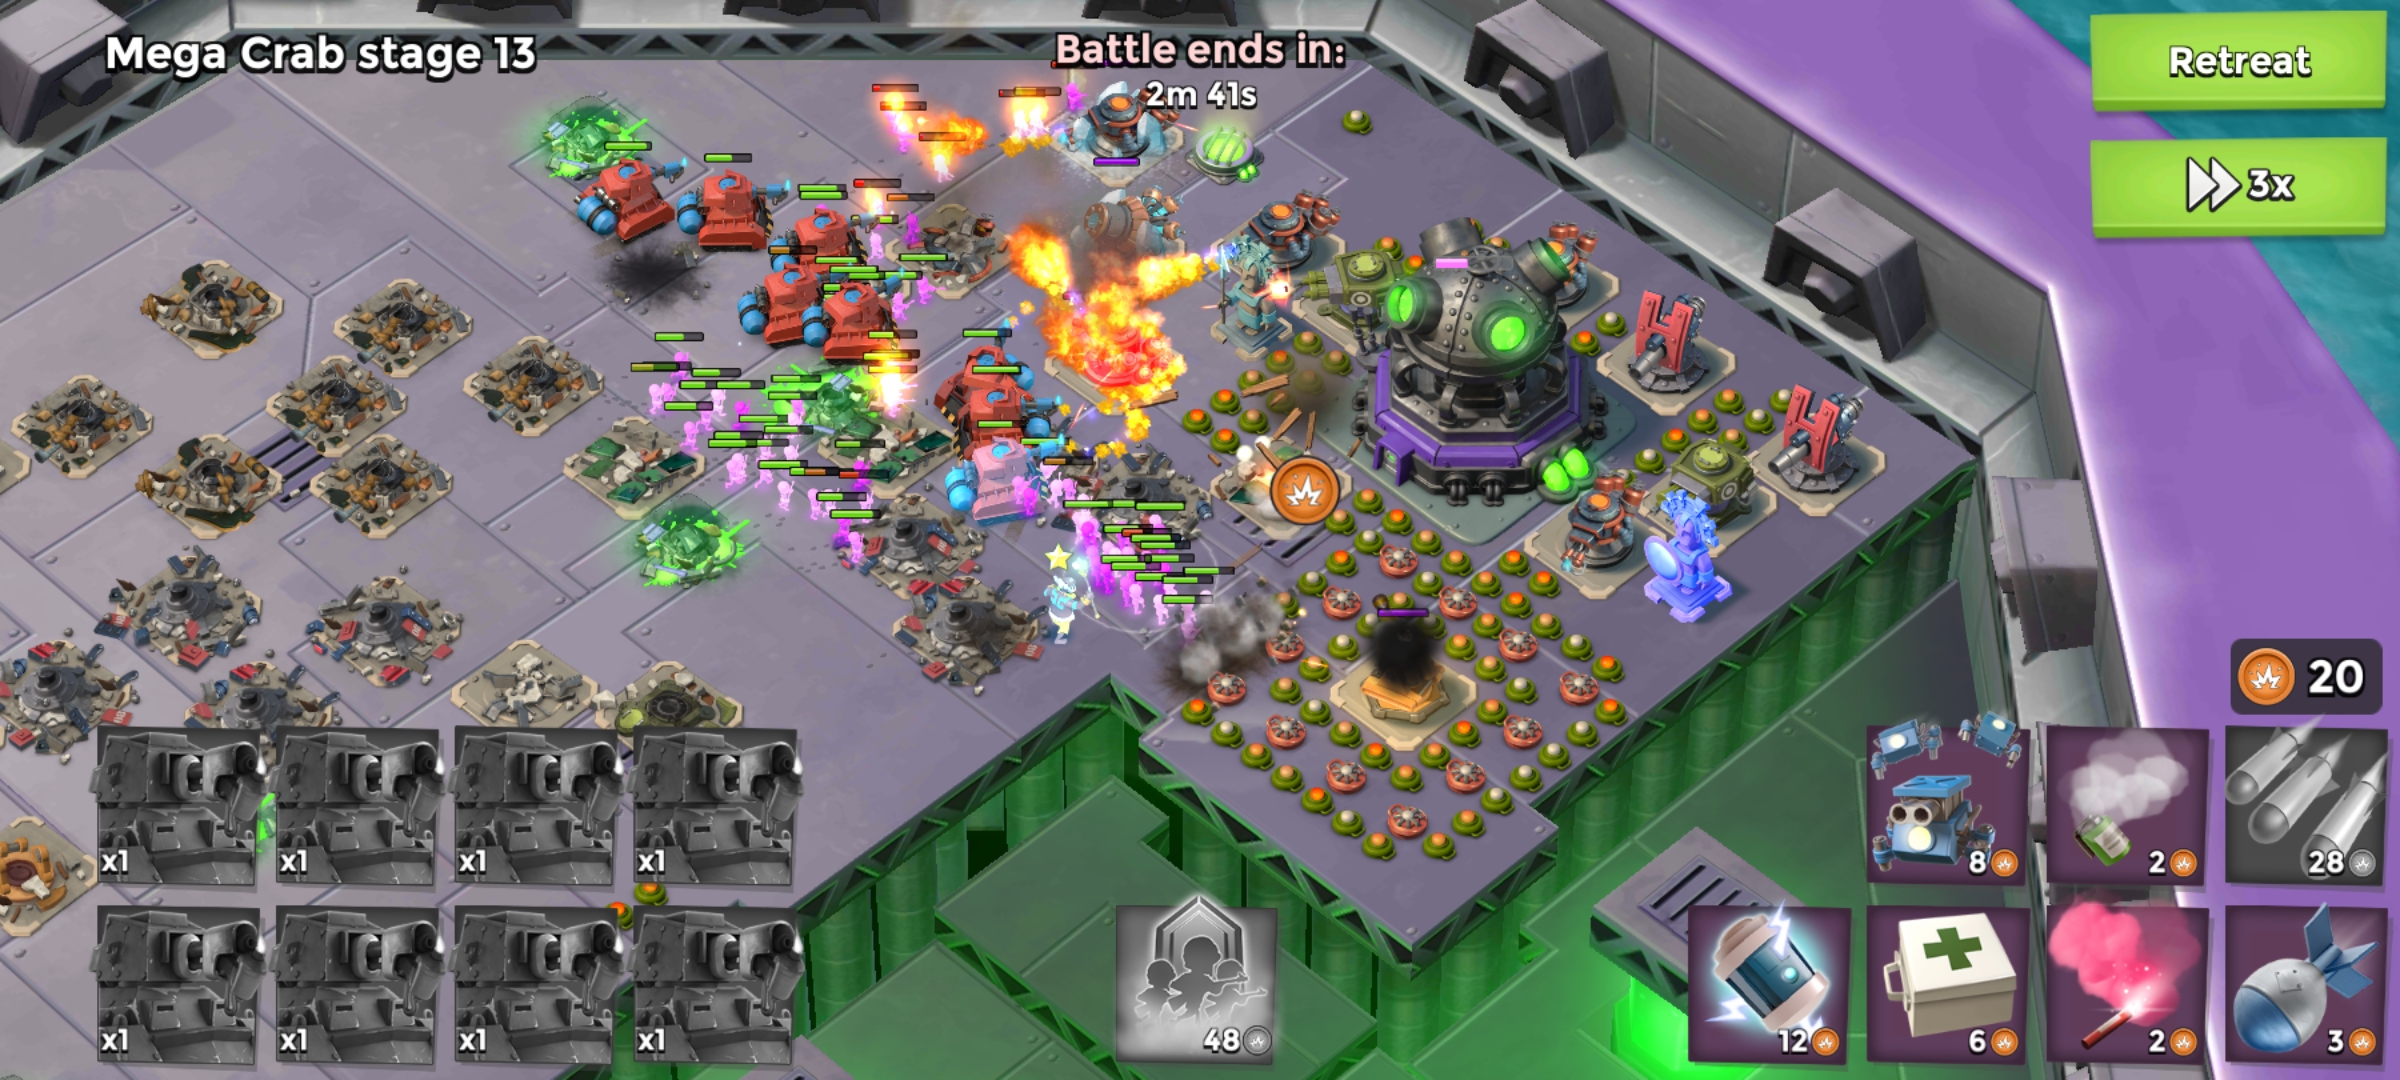 Mega Crab stage 13
Battle ends in:
2m 41s
Retreat
3x
20
8
2
28
x1
x1
x1
x1
12
6
2
3
x1
x1
x1
x1
48